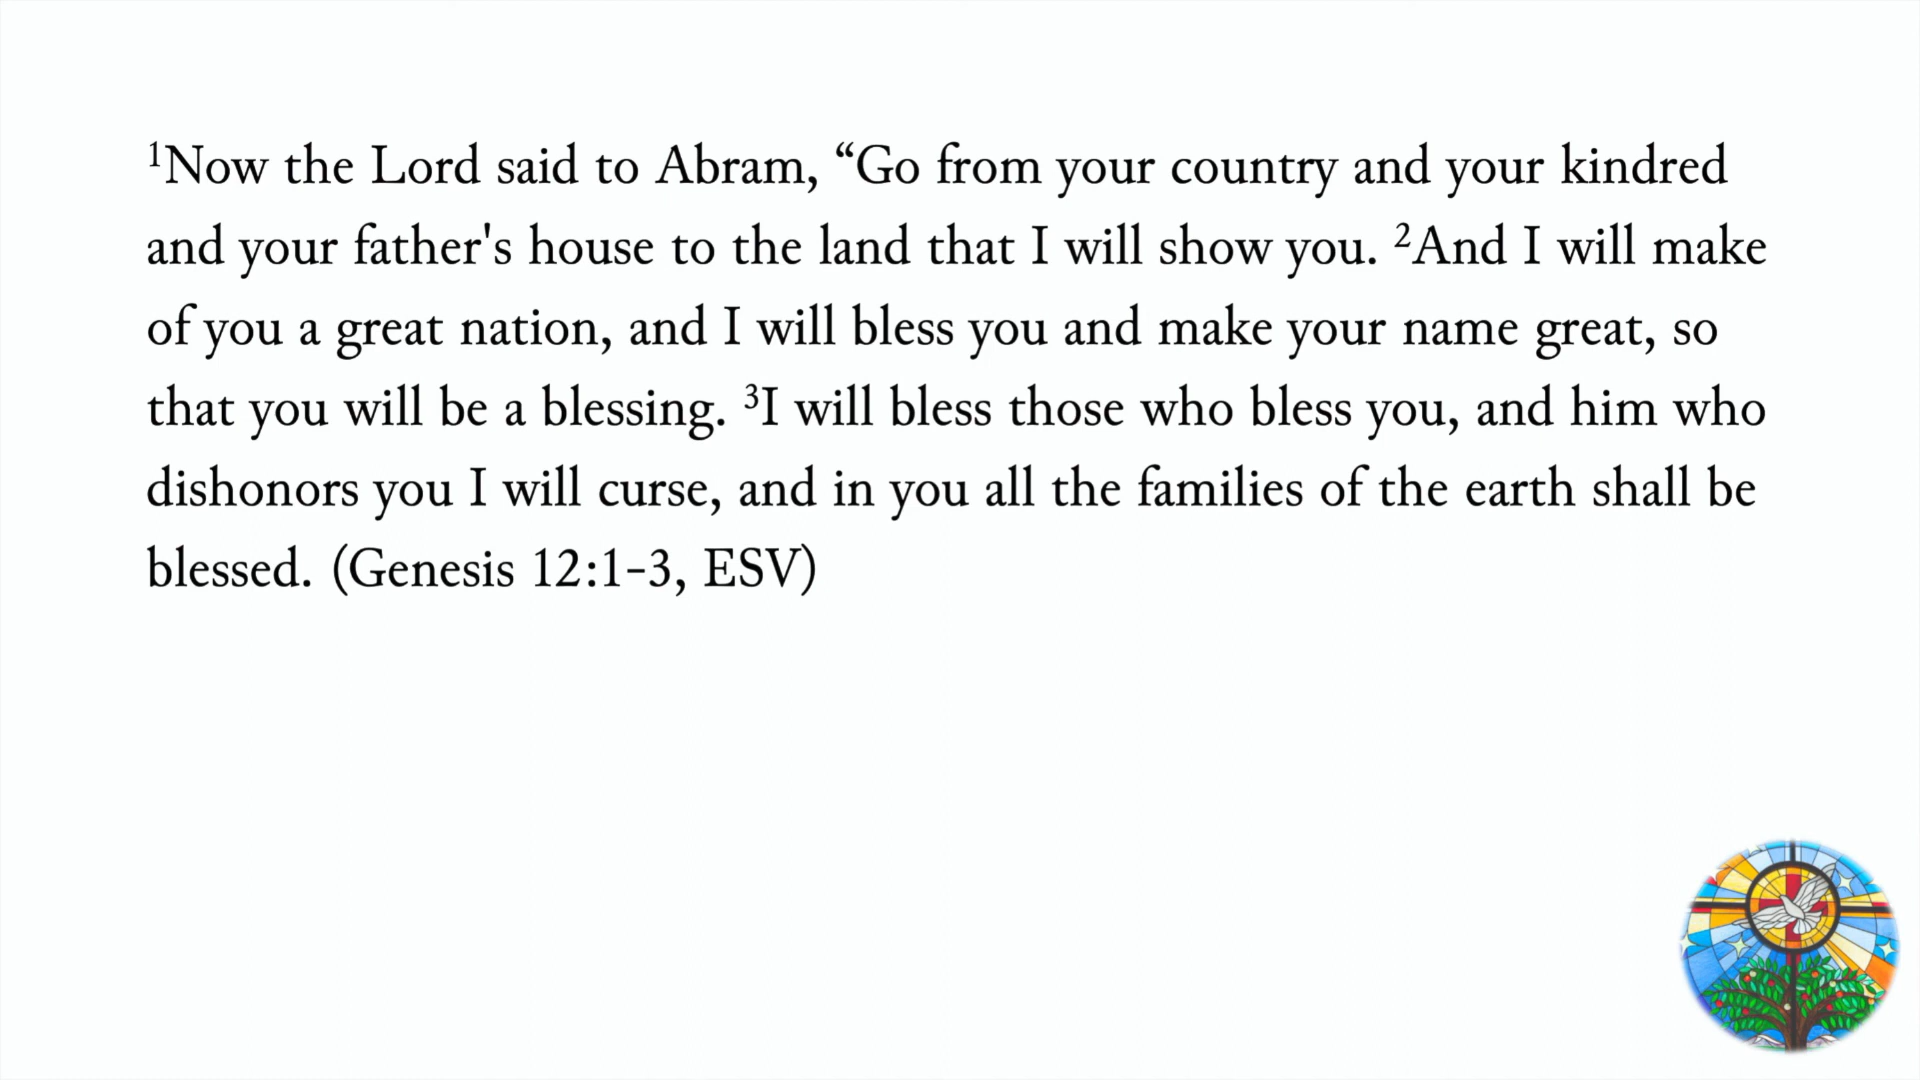 ¹Now the Lord said to Abram, “Go from your country and your kindred
and your father's house to the land that I will show you. ²And I will make
of you a great nation, and I will bless you and make your name great, so
that you will be a blessing. ³I will bless those who bless you, and him who
dishonors you I will curse, and in you all the families of the earth shall be
blessed. (Genesis 12:1-3, ESV)